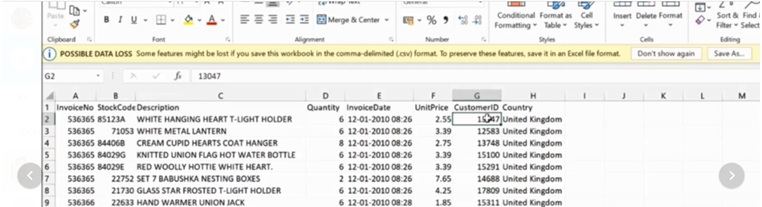 Paste
B I U A
Merge & Center
% 9
Conditional Format as Cell
Formatting Table Styles
Insert Delete Format
Sort & Find &
Filter Select
Clipboard Font Alignment Number Styles Cells
POSSIBLE DATA LOSS Some features might be lost if you save this workbook in the comma-delimited (.csv) format. To preserve these features, save it in an Excel file format. Don't show again Save As...
G2 fx 13047
A B C D E F G H I J K L M
1 InvoiceNo StockCode Description Quantity InvoiceDate UnitPrice CustomerID Country
2 536365 85123A WHITE HANGING HEART T-LIGHT HOLDER 6 12-01-2010 08:26 2.55 United Kingdom
3 536365 71053 WHITE METAL LANTERN 6 12-01-2010 08:26 3.39 12583 United Kingdom
4 536365 84406B CREAM CUPID HEARTS COAT HANGER 8 12-01-2010 08:26 2.75 13748 United Kingdom
5 536365 84029G KNITTED UNION FLAG HOT WATER BOTTLE 6 12-01-2010 08:26 3.39 15100 United Kingdom
6 536365 84029E RED WOOLLY HOTTIE WHITE HEART. 6 12-01-2010 08:26 3.39 15291 United Kingdom
7 536365 22752 SET 7 BABUSHKA NESTING BOXES 2 12-01-2010 08:26 7.65 14688 United Kingdom
8 536365 21730 GLASS STAR FROSTED T-LIGHT HOLDER 6 12-01-2010 08:26 4.25 17809 United Kingdom
9 536366 22633 HAND WARMER UNION JACK 6 12-01-2010 08:28 1.85 15311 United Kingdom